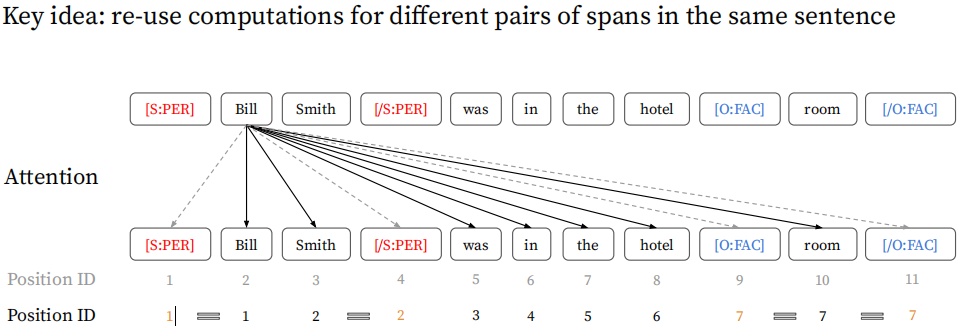 Key idea: re-use computations for different pairs of spans in the same sentence
[S:PER] Bill Smith [/S:PER] was in the hotel [O:FAC] room [/O:FAC]
Attention
[S:PER] Bill Smith [/S:PER] was in the hotel [O:FAC] room [/O:FAC]
Position ID 1 2 3 4 5 6 7 8 9 10 11
Position ID 1 = 1 2 = 2 3 4 5 6 7 = 7 = 7